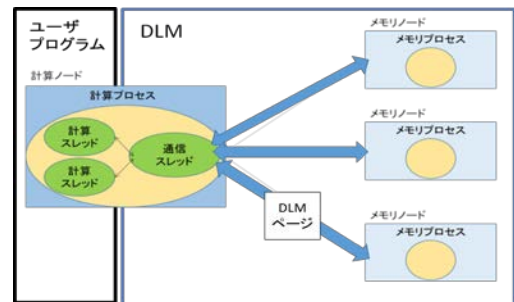 ユーザ
プログラム
DLM
計算ノード
計算プロセス
計算
スレッド
計算
スレッド
通信
スレッド
DLM
ページ
メモリノード
メモリプロセス
メモリノード
メモリプロセス
メモリノード
メモリプロセス